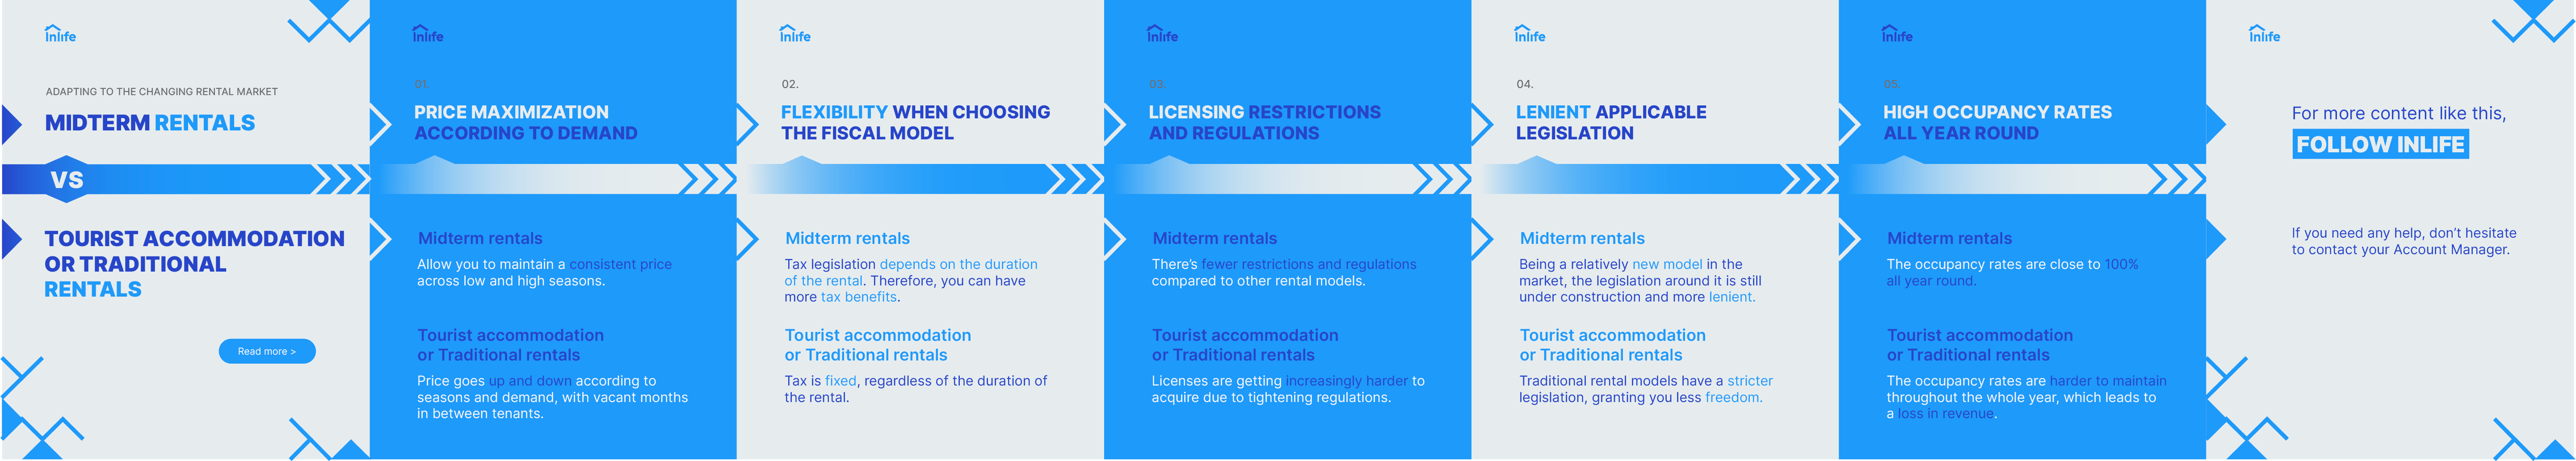 inlife
ADAPTING TO THE CHANGING RENTAL MARKET
MIDTERM RENTALS
VS
TOURIST ACCOMMODATION
OR TRADITIONAL
RENTALS
Read more >
inlife
01.
PRICE MAXIMIZATION
ACCORDING TO DEMAND
Midterm rentals
Allow you to maintain a consistent price
across low and high seasons.
Tourist accommodation
or Traditional rentals
Price goes up and down according to
seasons and demand, with vacant months
in between tenants.
inlife
02.
FLEXIBILITY WHEN CHOOSING
THE FISCAL MODEL
Midterm rentals
Tax legislation depends on the duration
of the rental. Therefore, you can have
more tax benefits.
Tourist accommodation
or Traditional rentals
Tax is fixed, regardless of the duration of
the rental.
inlife
03.
LICENSING RESTRICTIONS
AND REGULATIONS
Midterm rentals
There's fewer restrictions and regulations
compared to other rental models.
Tourist accommodation
or Traditional rentals
Licenses are getting increasingly harder to
acquire due to tightening regulations.
inlife
04.
LENIENT APPLICABLE
LEGISLATION
Midterm rentals
Being a relatively new model in the
market, the legislation around it is still
under construction and more lenient.
Tourist accommodation
or Traditional rentals
Traditional rental models have a stricter
legislation, granting you less freedom.
inlife
05.
HIGH OCCUPANCY RATES
ALL YEAR ROUND
Midterm rentals
The occupancy rates are close to 100%
all year round.
Tourist accommodation
or Traditional rentals
The occupancy rates are harder to maintain
throughout the whole year, which leads to
a loss in revenue.
inlife
For more content like this,
FOLLOW INLIFE
If you need any help, don't hesitate
to contact your Account Manager.